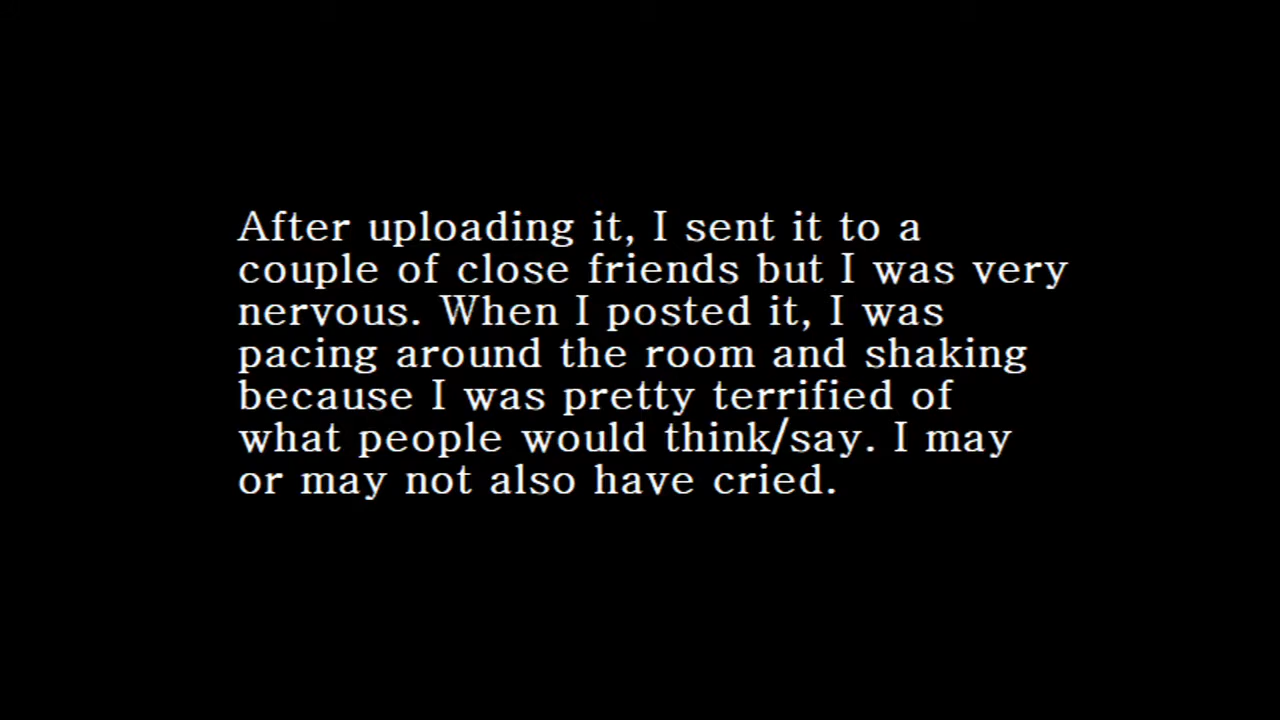 After uploading it, I sent it to a
couple of close friends but I was very
nervous. When I posted it, I was
pacing around the room and shaking
because I was pretty terrified of
what people would think/say. I may
or may not also have cried.